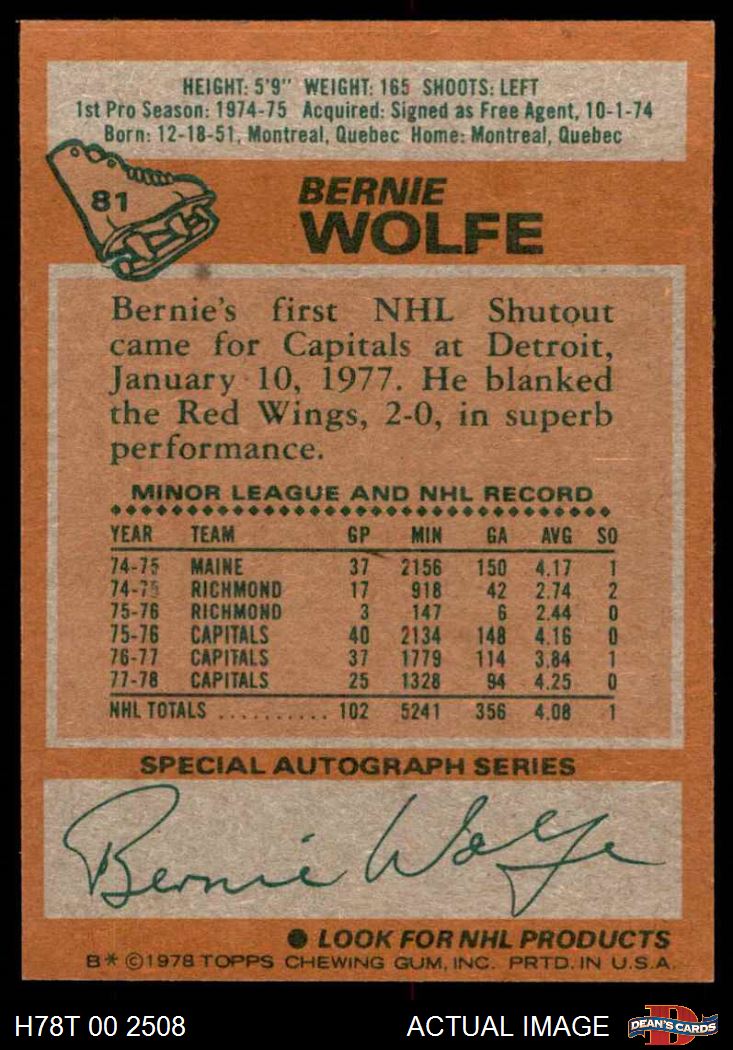 HEIGHT: 5'9" WEIGHT: 165 SHOOTS: LEFT
1st Pro Season: 1974-75 Acquired: Signed as Free Agent, 10-1-74
Born: 12-18-51, Montreal, Quebec Home: Montreal, Quebec
81
BERNIE
WOLFE
Bernie's first NHL Shutout
came for Capitals at Detroit,
January 10, 1977. He blanked
the Red Wings, 2-0, in superb
performance.
MINOR LEAGUE AND NHL RECORD
YEAR TEAM GP MIN GA AVG SO
74-75 MAINE 37 2156 150 4.17 1
74-75 RICHMOND 17 918 42 2.74 2
75-76 RICHMOND 3 147 6 2.44 0
75-76 CAPITALS 40 2134 148 4.16 0
76-77 CAPITALS 37 1779 114 3.84 1
77-78 CAPITALS 25 1328 94 4.25 0
NHL TOTALS .......... 102 5241 356 4.08 1
SPECIAL AUTOGRAPH SERIES
Bernie Wolfe
● LOOK FOR NHL PRODUCTS
B* ©1978 TOPPS CHEWING GUM, INC. PRTD. IN U.S.A.
H78T 00 2508 ACTUAL IMAGE DEAN'S CARDS